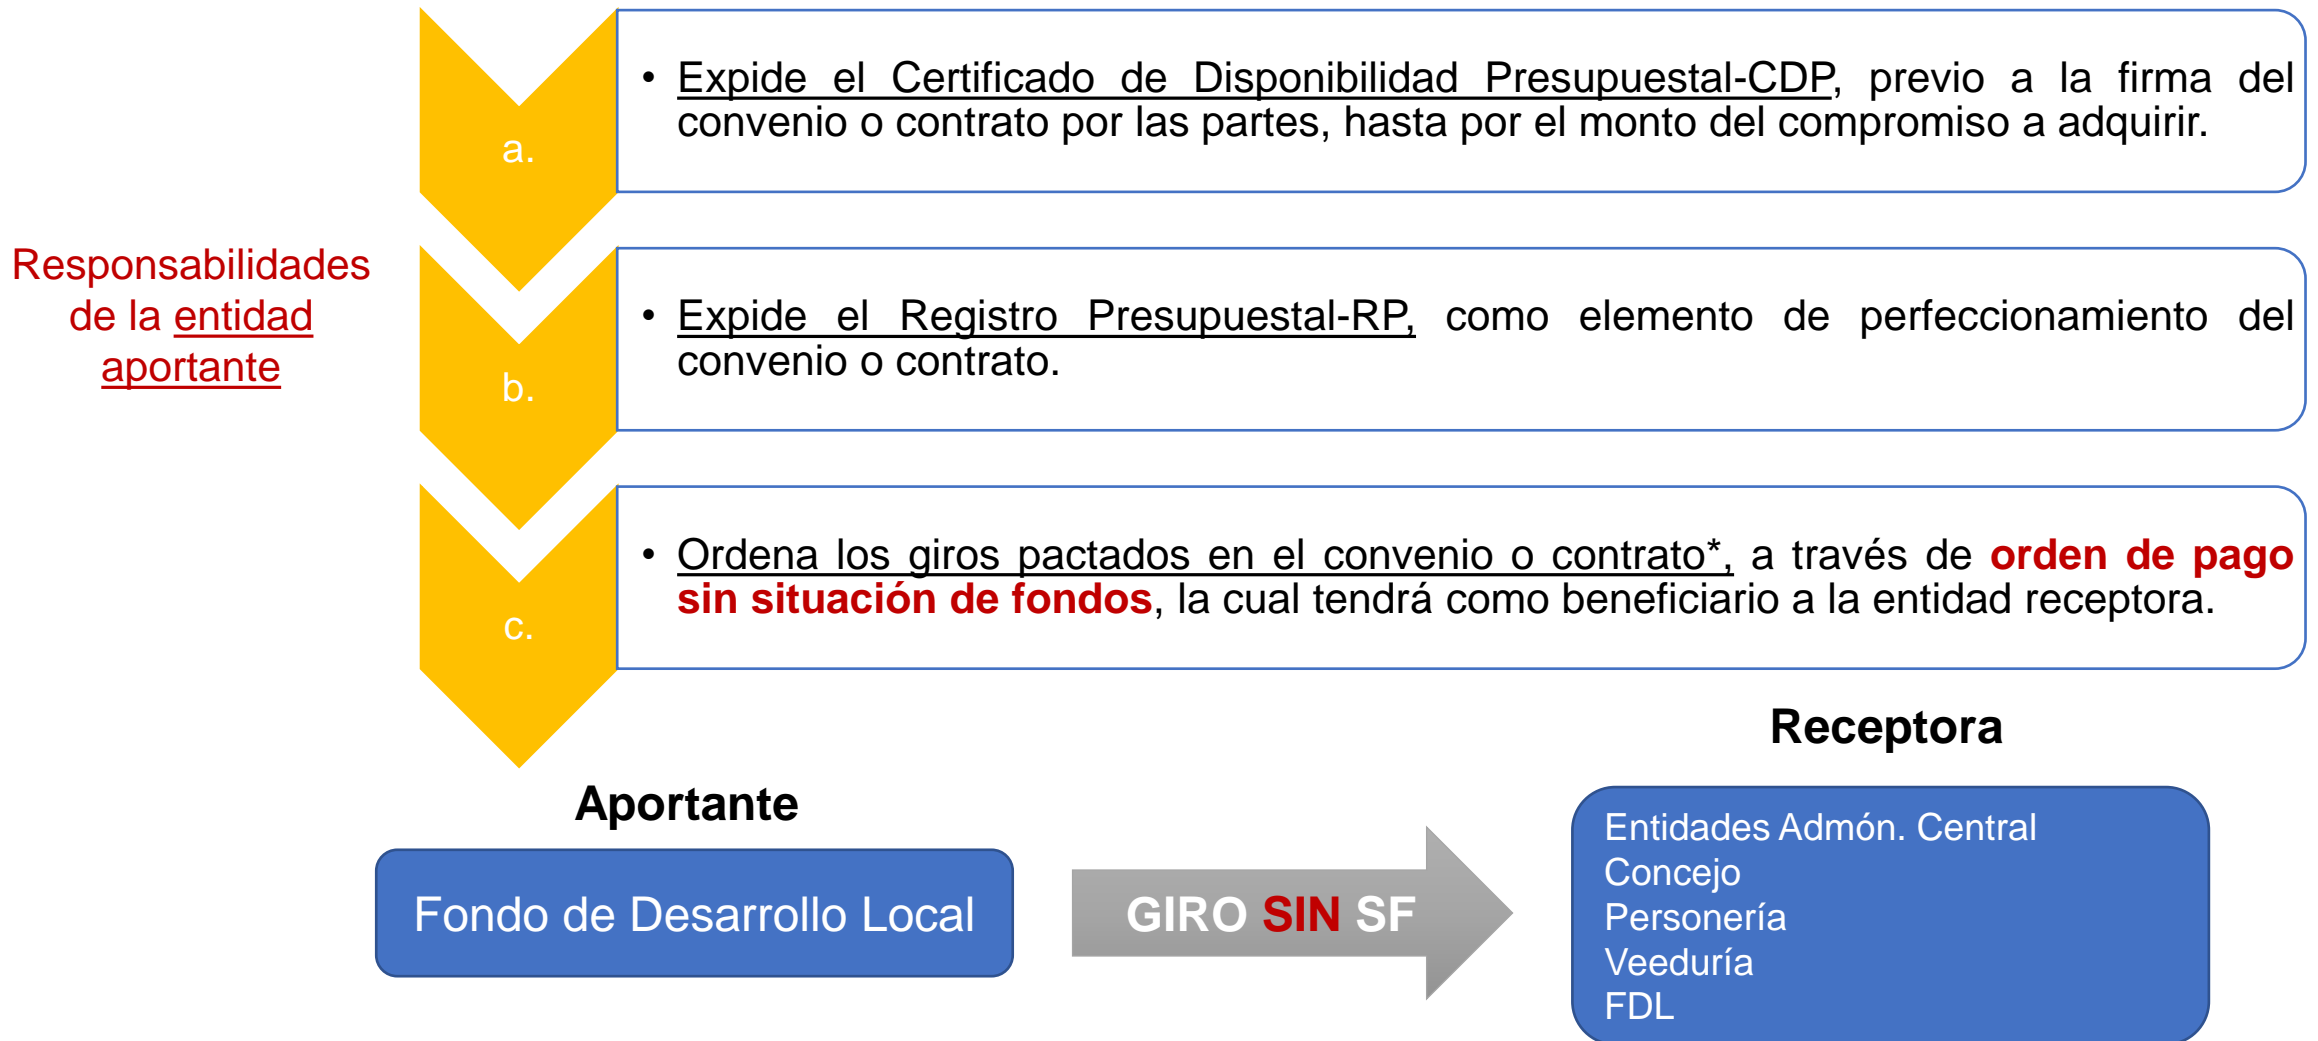 Responsabilidades
de la entidad
aportante
a.
• Expide el Certificado de Disponibilidad Presupuestal-CDP, previo a la firma del
convenio o contrato por las partes, hasta por el monto del compromiso a adquirir.
b.
• Expide el Registro Presupuestal-RP, como elemento de perfeccionamiento del
convenio o contrato.
c.
• Ordena los giros pactados en el convenio o contrato*, a través de orden de pago
sin situación de fondos, la cual tendrá como beneficiario a la entidad receptora.
Aportante
Fondo de Desarrollo Local
GIRO SIN SF
Receptora
Entidades Admón. Central
Concejo
Personería
Veeduría
FDL